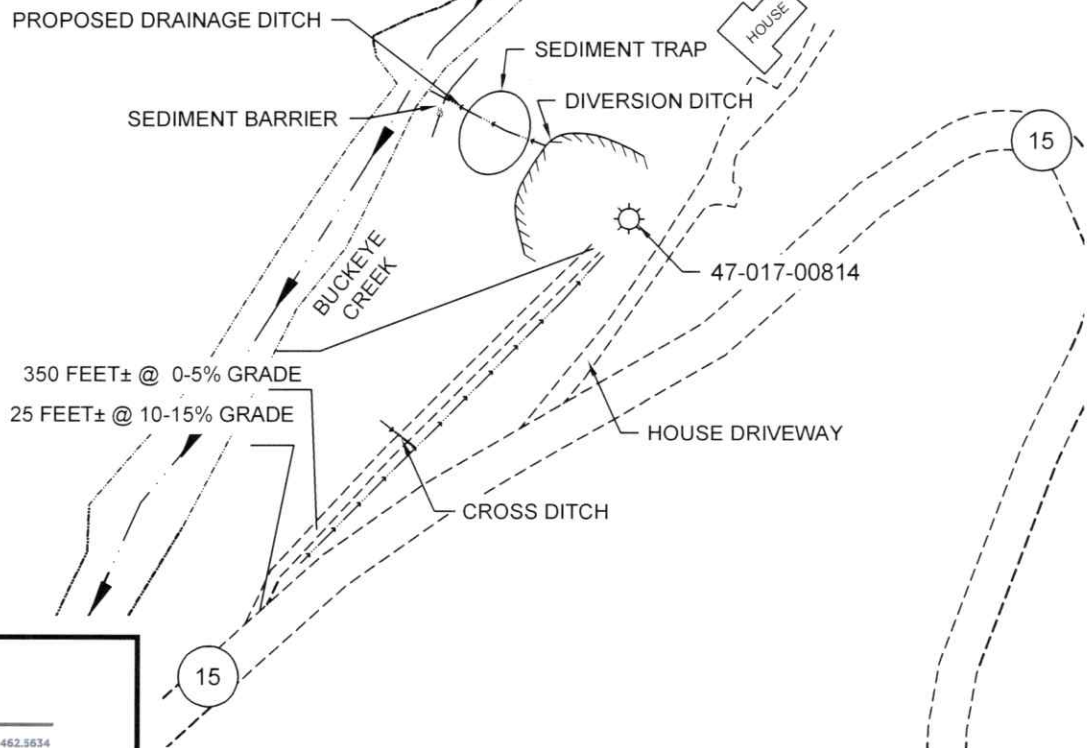 PROPOSED DRAINAGE DITCH
HOUSE
SEDIMENT TRAP
DIVERSION DITCH
SEDIMENT BARRIER
15
BUCKEYE
CREEK
47-017-00814
350 FEET± @ 0-5% GRADE
25 FEET± @ 10-15% GRADE
HOUSE DRIVEWAY
CROSS DITCH
15
462.5634